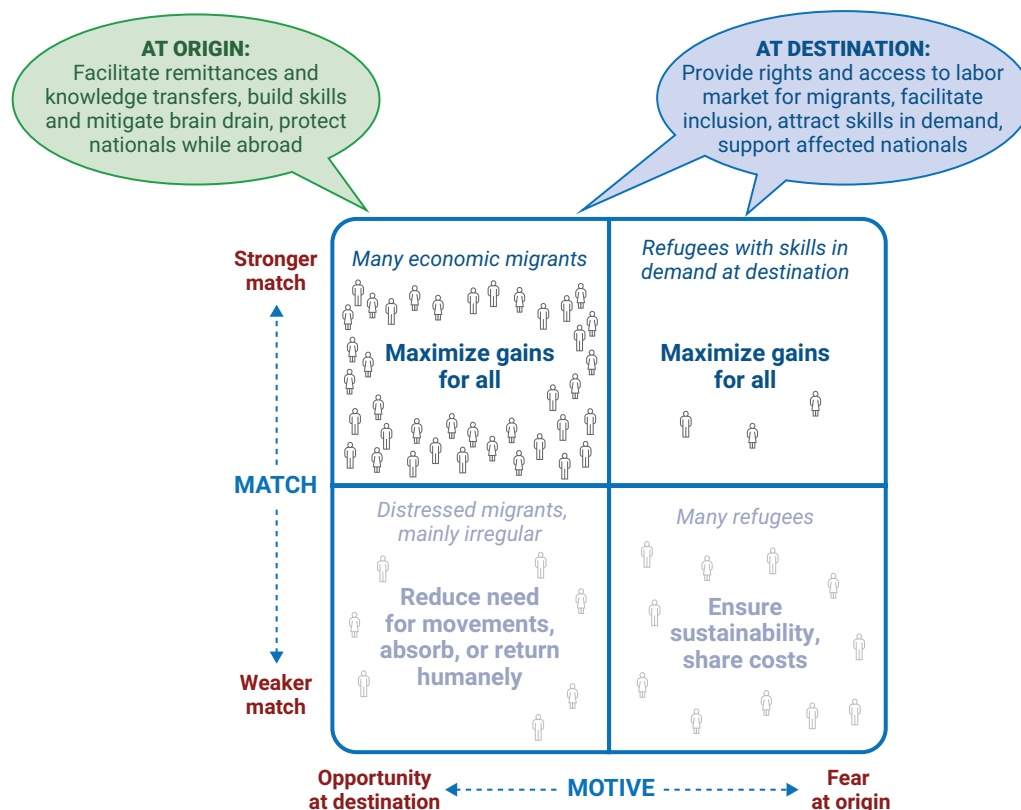 AT ORIGIN:
Facilitate remittances and
knowledge transfers, build skills
and mitigate brain drain, protect
nationals while abroad
AT DESTINATION:
Provide rights and access to labor
market for migrants, facilitate
inclusion, attract skills in demand,
support affected nationals
Stronger
match
MATCH
Weaker
match
Many economic migrants
Maximize gains
for all
Refugees with skills in
demand at destination
Maximize gains
for all
Distressed migrants,
mainly irregular
Reduce need
for movements,
absorb, or return
humanely
Many refugees
Ensure
sustainability,
share costs
Opportunity
at destination
MOTIVE
Fear
at origin